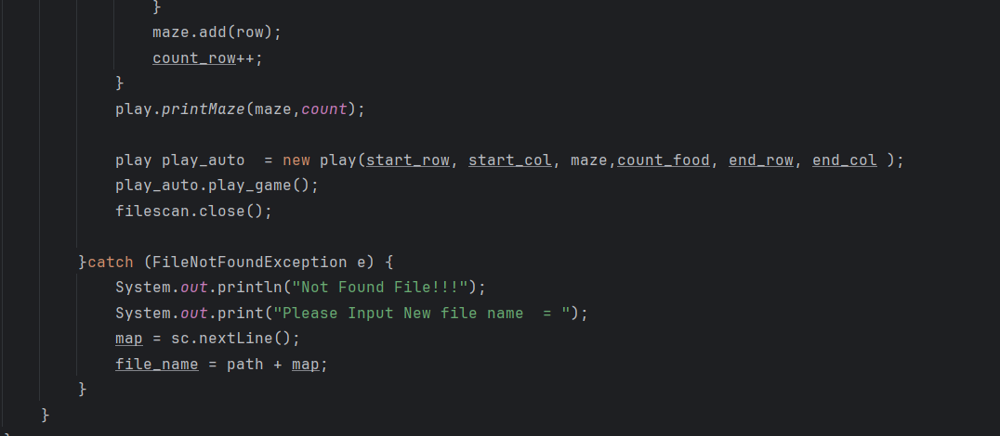 }
maze.add(row);
count_row++;
}
play.printMaze(maze,count);
play play_auto  = new play(start_row, start_col, maze,count_food, end_row, end_col );
play_auto.play_game();
filescan.close();
}catch (FileNotFoundException e) {
System.out.println("Not Found File!!!");
System.out.print("Please Input New file name  = ");
map = sc.nextLine();
file_name = path + map;
}
}